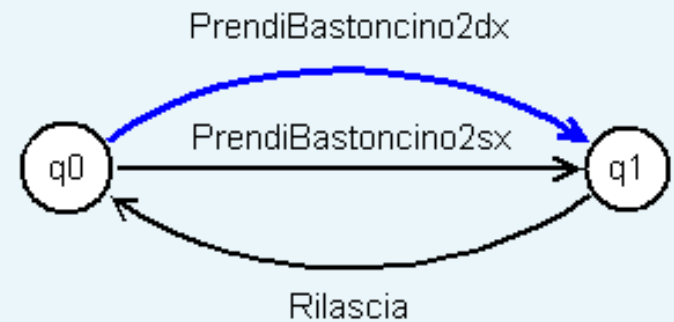 PrendiBastoncino2dx
PrendiBastoncino2sx
q0
q1
Rilascia